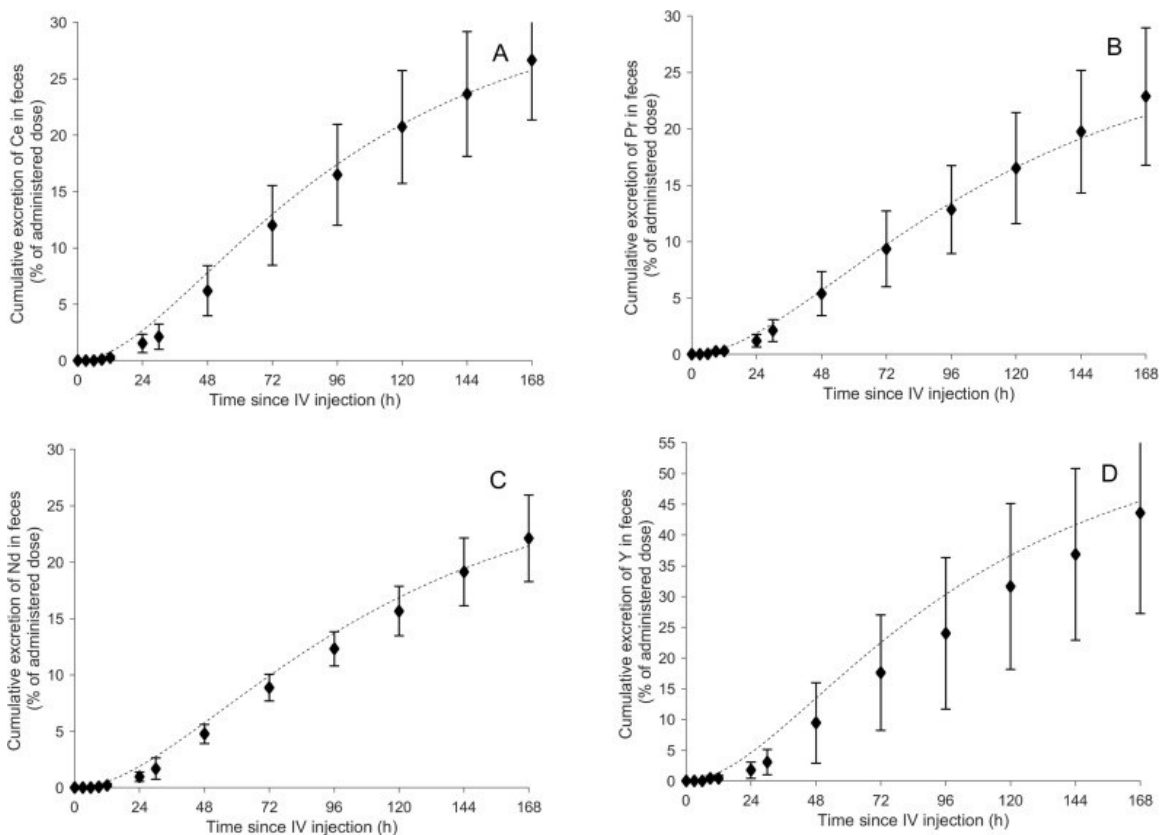 Cumulative excretion of Ce in feces
(% of administered dose)
30
25
20
15
10
5
0
A
0 24 48 72 96 120 144 168
Time since IV injection (h)
Cumulative excretion of Pr in feces
(% of administered dose)
30
25
20
15
10
5
0
B
0 24 48 72 96 120 144 168
Time since IV injection (h)
Cumulative excretion of Nd in feces
(% of administered dose)
30
25
20
15
10
5
0
C
0 24 48 72 96 120 144 168
Time since IV injection (h)
Cumulative excretion of Y in feces
(% of administered dose)
55
50
45
40
35
30
25
20
15
10
5
0
D
0 24 48 72 96 120 144 168
Time since IV injection (h)